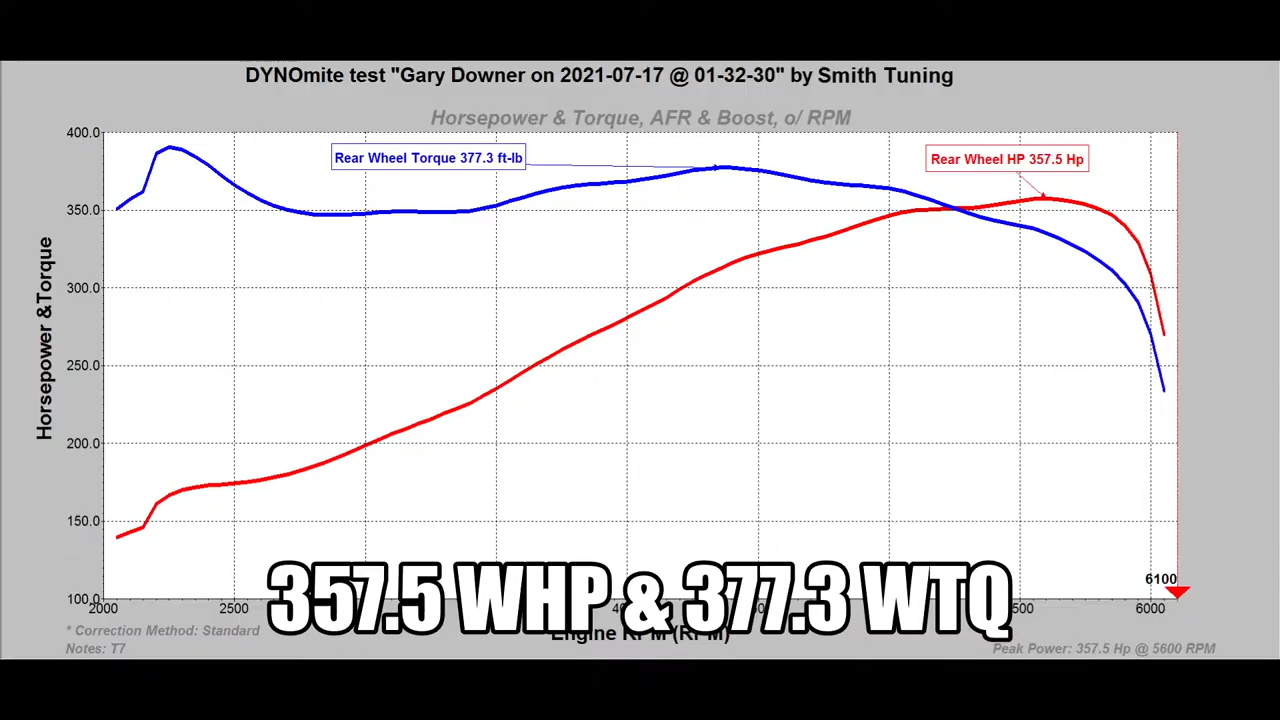 DYNOmite test "Gary Downer on 2021-07-17 @ 01-32-30" by Smith Tuning
Horsepower & Torque, AFR & Boost, o/ RPM
400.0
Rear Wheel Torque 377.3 ft-lb
Rear Wheel HP 357.5 Hp
350.0
300.0
Horsepower &Torque
250.0
200.0
150.0
6100
100.0
2000
2500
6000
357.5 WHP & 377.3 WTQ
Engine RPM (RPM)
* Correction Method: Standard
Notes: T7
Peak Power: 357.5 Hp @ 5600 RPM